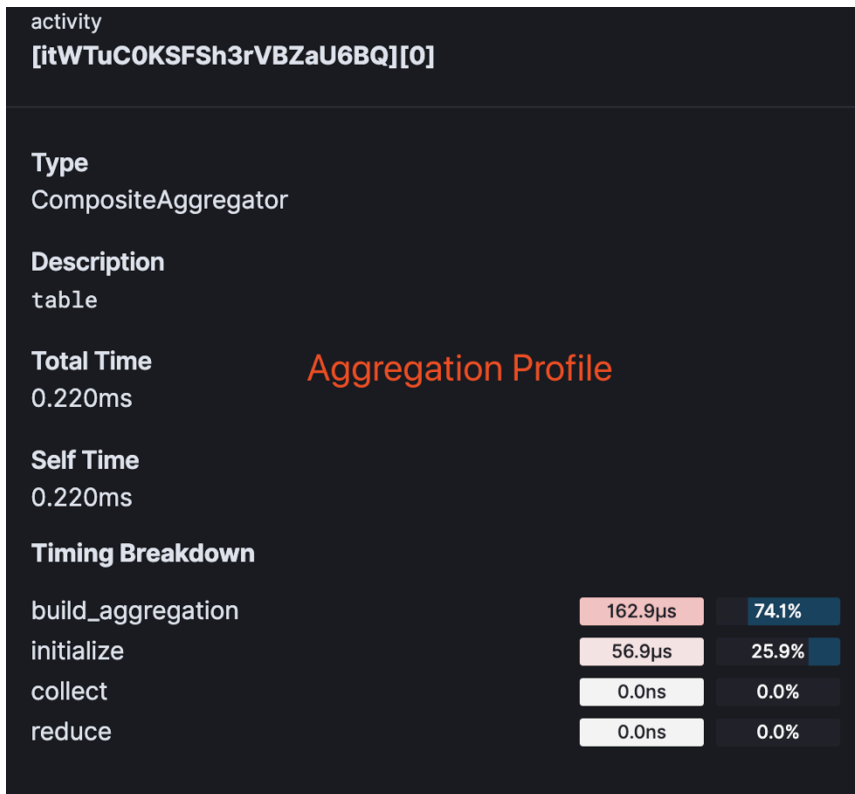 activity
[itWTuC0KSFSh3rVBZaU6BQ][0]
Type
CompositeAggregator
Description
table
Total Time
0.220ms
Aggregation Profile
Self Time
0.220ms
Timing Breakdown
build_aggregation 162.9µs 74.1%
initialize 56.9µs 25.9%
collect 0.0ns 0.0%
reduce 0.0ns 0.0%